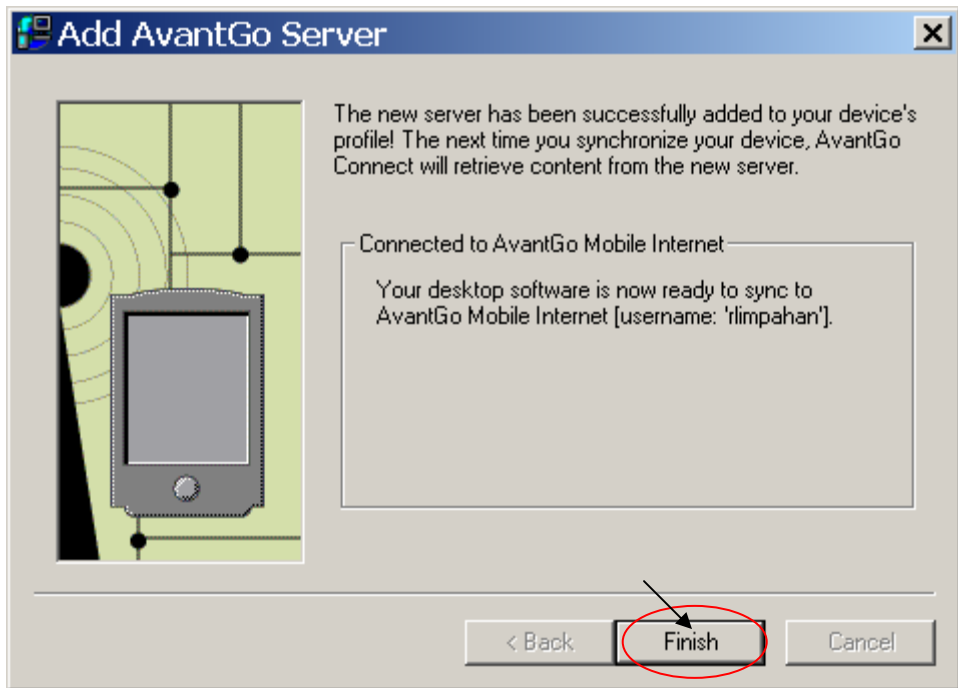 Add AvantGo Server
The new server has been successfully added to your device's
profile! The next time you synchronize your device, AvantGo
Connect will retrieve content from the new server.
Connected to AvantGo Mobile Internet
Your desktop software is now ready to sync to
AvantGo Mobile Internet [username: 'rlimpahan'].
< Back
Finish
Cancel